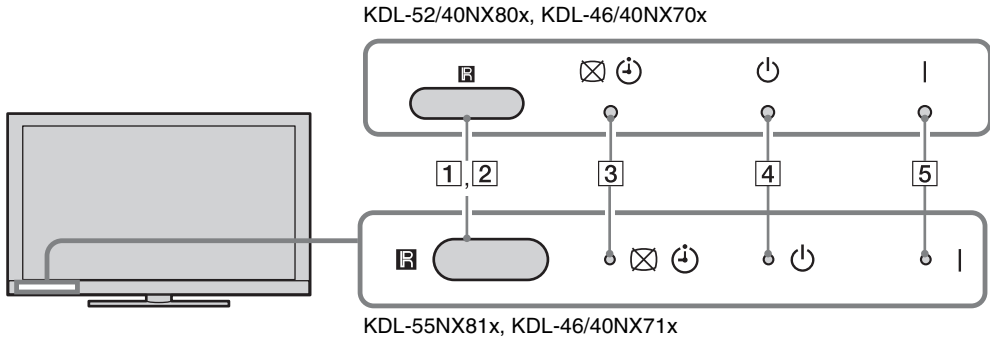 KDL-52/40NX80x, KDL-46/40NX70x
R
1, 2 3 4 5
R
KDL-55NX81x, KDL-46/40NX71x